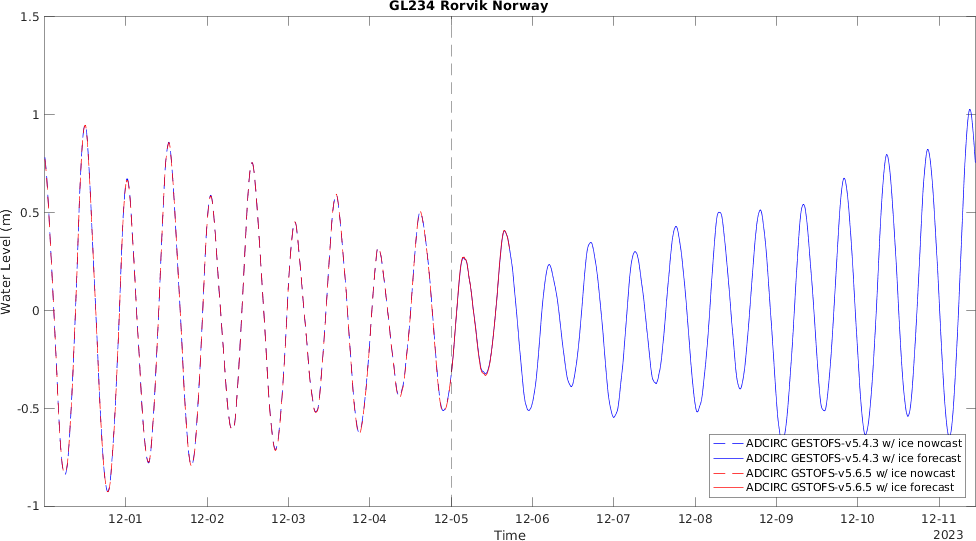 GL234 Rorvik Norway
1.5
1
0.5
0
-0.5
-1
Water Level (m)
12-01 12-02 12-03 12-04 12-05 12-06 12-07 12-08 12-09 12-10 12-11
Time
2023
ADCIRC GESTOFS-v5.4.3 w/ ice nowcast
ADCIRC GESTOFS-v5.4.3 w/ ice forecast
ADCIRC GSTOFS-v5.6.5 w/ ice nowcast
ADCIRC GSTOFS-v5.6.5 w/ ice forecast